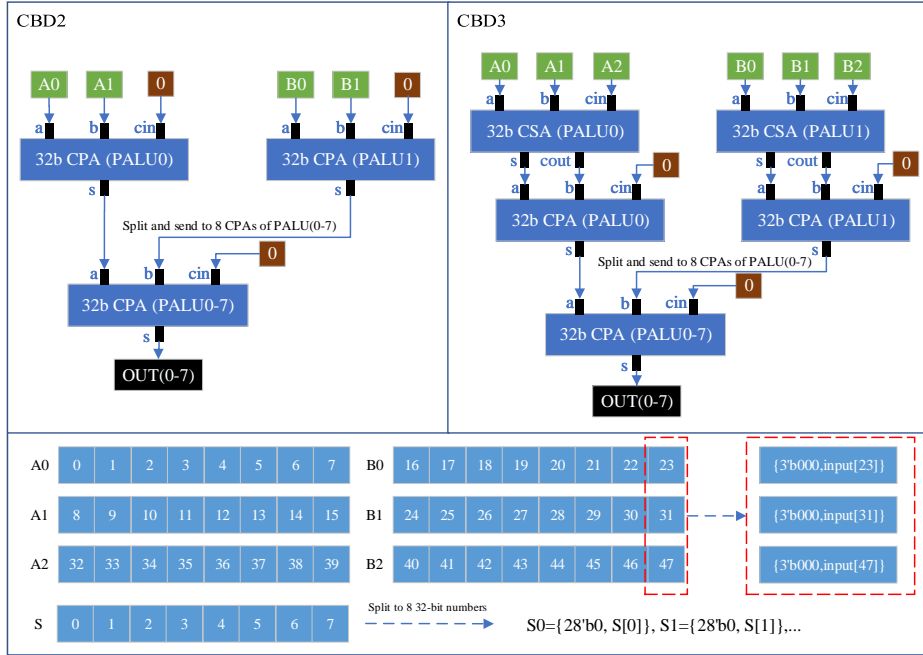 CBD2
A0 A1 0 B0 B1 0
a b cin a b cin
32b CPA (PALU0) 32b CPA (PALU1)
s s
Split and send to 8 CPAs of PALU(0-7)
0
a b cin
32b CPA (PALU0-7)
s
OUT(0-7)
CBD3
A0 A1 A2 B0 B1 B2
a b cin a b cin
32b CSA (PALU0) 32b CSA (PALU1)
s cout s cout
0 0
a b cin a b cin
32b CPA (PALU0) 32b CPA (PALU1)
s s
Split and send to 8 CPAs of PALU(0-7)
0
a b cin
32b CPA (PALU0-7)
s
OUT(0-7)
A0 0 1 2 3 4 5 6 7 B0 16 17 18 19 20 21 22 23 {3'b000,input[23]}
A1 8 9 10 11 12 13 14 15 B1 24 25 26 27 28 29 30 31 {3'b000,input[31]}
A2 32 33 34 35 36 37 38 39 B2 40 41 42 43 44 45 46 47 {3'b000,input[47]}
Split to 8 32-bit numbers
S 0 1 2 3 4 5 6 7 S0={28'b0, S[0]}, S1={28'b0, S[1]},...